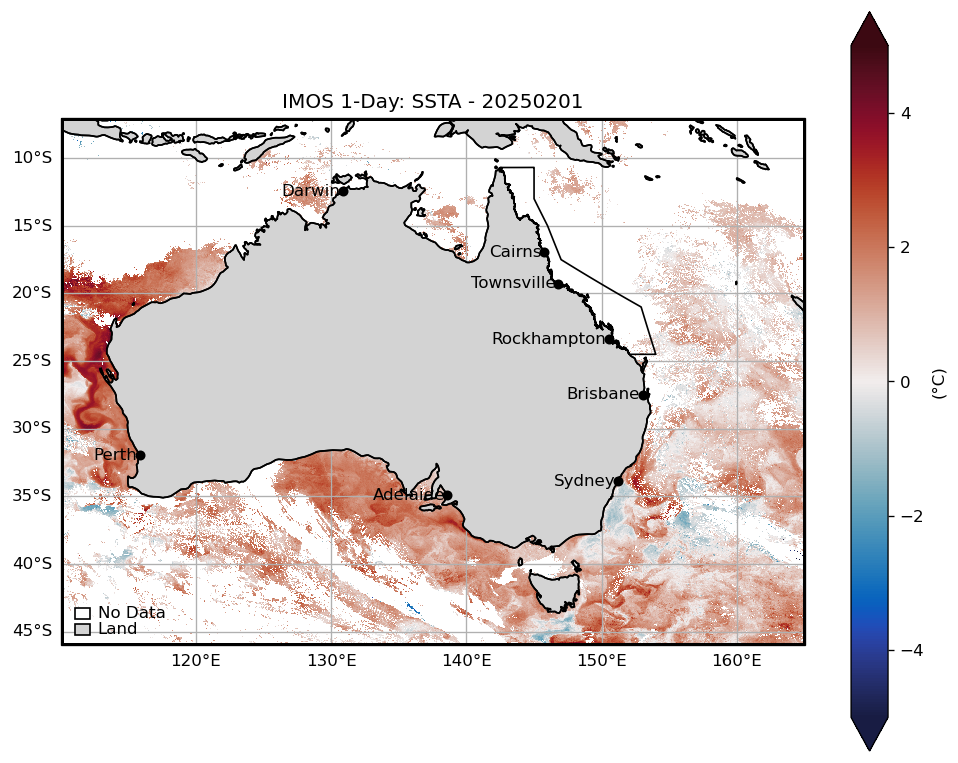 IMOS 1-Day: SSTA - 20250201
10°S
15°S
20°S
25°S
30°S
35°S
40°S
45°S
Darwin
Cairns
Townsville
Rockhampton
Brisbane
Perth
Sydney
Adelaide
No Data
Land
120°E 130°E 140°E 150°E 160°E
4
2
0
−2
−4
(°C)